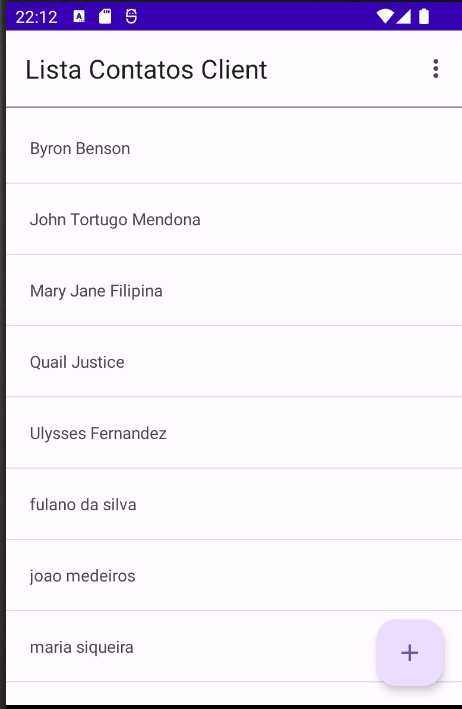 22:12
Lista Contatos Client
Byron Benson
John Tortugo Mendona
Mary Jane Filipina
Quail Justice
Ulysses Fernandez
fulano da silva
joao medeiros
maria siqueira
+